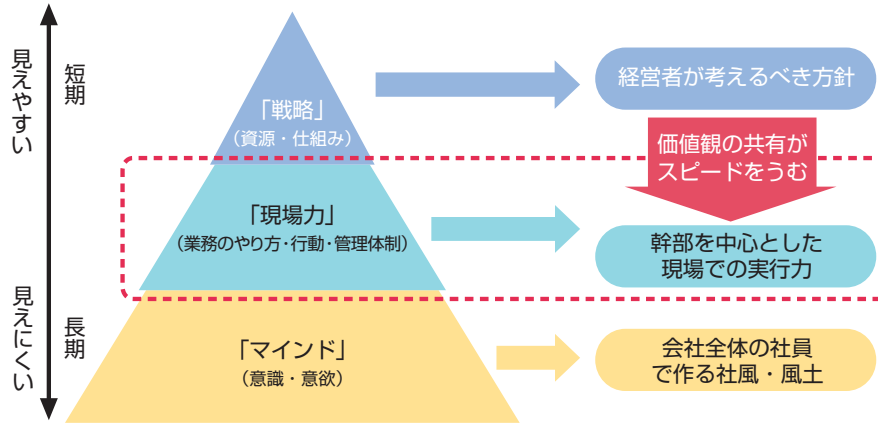 見えやすい
短期
「戦略」
（資源・仕組み）
経営者が考えるべき方針
価値観の共有が
スピードをうむ
「現場力」
（業務のやり方・行動・管理体制）
幹部を中心とした
現場での実行力
見えにくい
長期
「マインド」
（意識・意欲）
会社全体の社員
で作る社風・風土